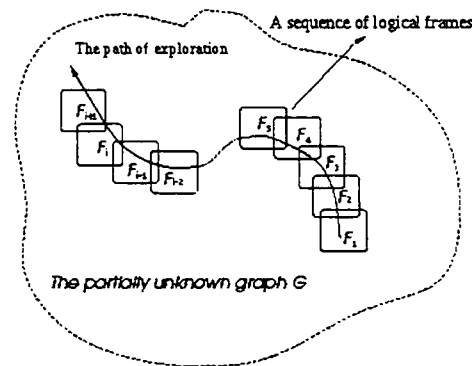 A sequence of logical frames
The path of exploration
F_{i+1}
F_i
F_{i-1}
F_{i-2}
F_5
F_4
F_3
F_2
F_1
The partially unknown graph G